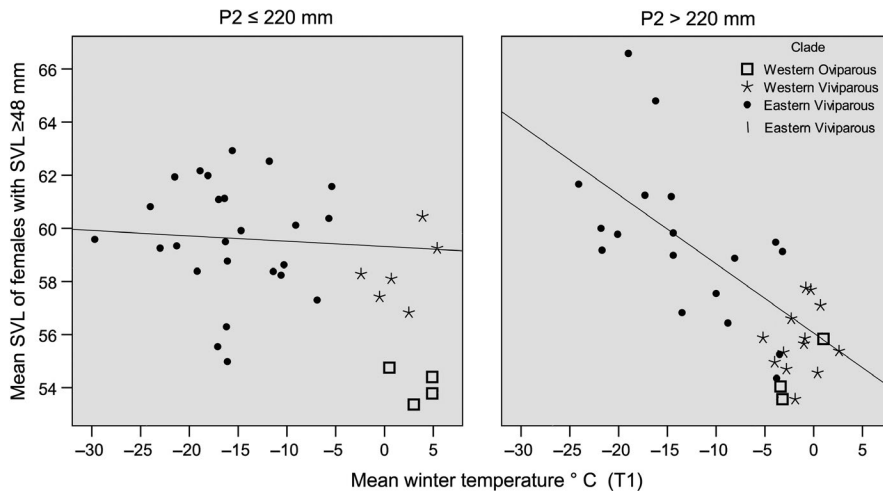 P2 ≤ 220 mm
P2 > 220 mm
Mean SVL of females with SVL ≥48 mm
66
64
62
60
58
56
54
Clade
Western Oviparous
Western Viviparous
Eastern Viviparous
Eastern Viviparous
–30 –25 –20 –15 –10 –5 0 5
–30 –25 –20 –15 –10 –5 0 5
Mean winter temperature ° C (T1)